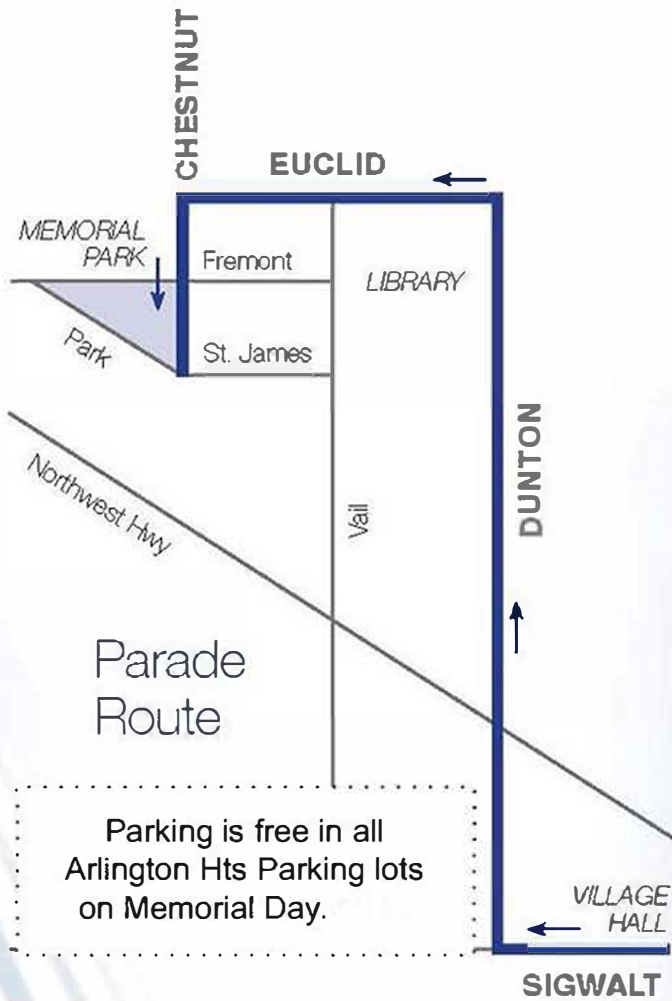 CHESTNUT
EUCLID
MEMORIAL
PARK
Fremont
LIBRARY
Park
St. James
DUNTON
Northwest Hwy
Vail
Parade
Route
Parking is free in all
Arlington Hts Parking lots
on Memorial Day.
VILLAGE
HALL
SIGWALT